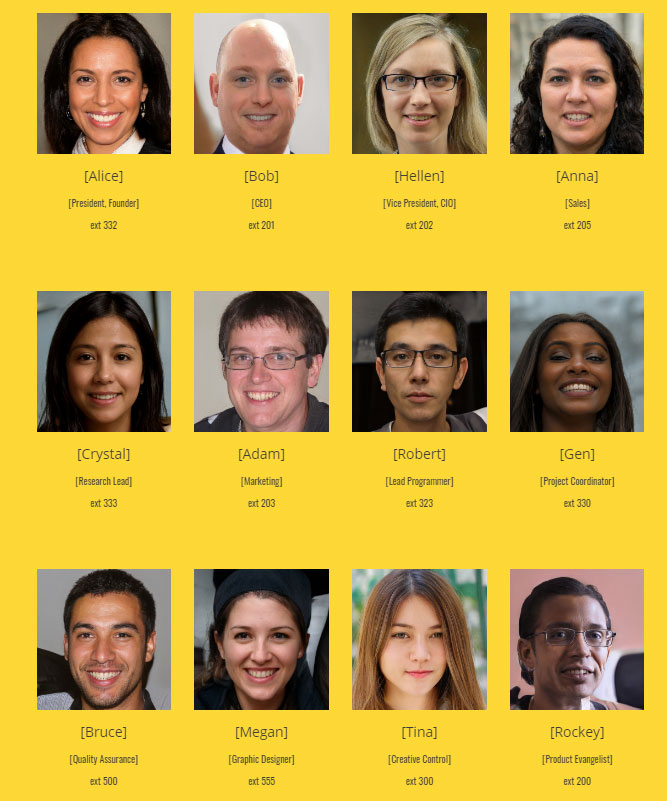 [Alice] [Bob] [Hellen] [Anna]
[President, Founder] [CEO] [Vice President, CIO] [Sales]
ext 332 ext 201 ext 202 ext 205
[Crystal] [Adam] [Robert] [Gen]
[Research Lead] [Marketing] [Lead Programmer] [Project Coordinator]
ext 333 ext 203 ext 323 ext 330
[Bruce] [Megan] [Tina] [Rockey]
[Quality Assurance] [Graphic Designer] [Creative Control] [Product Evangelist]
ext 500 ext 555 ext 300 ext 200